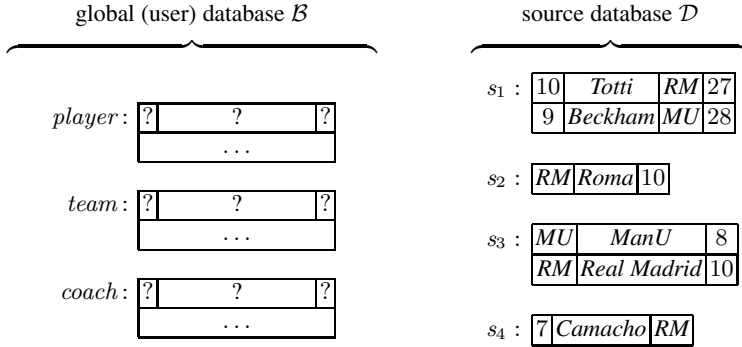 global (user) database B
source database D
player: ? ? ?
. . .
team: ? ? ?
. . .
coach: ? ? ?
. . .
s1 : 10 Totti RM 27
9 Beckham MU 28
s2 : RM Roma 10
s3 : MU ManU 8
RM Real Madrid 10
s4 : 7 Camacho RM